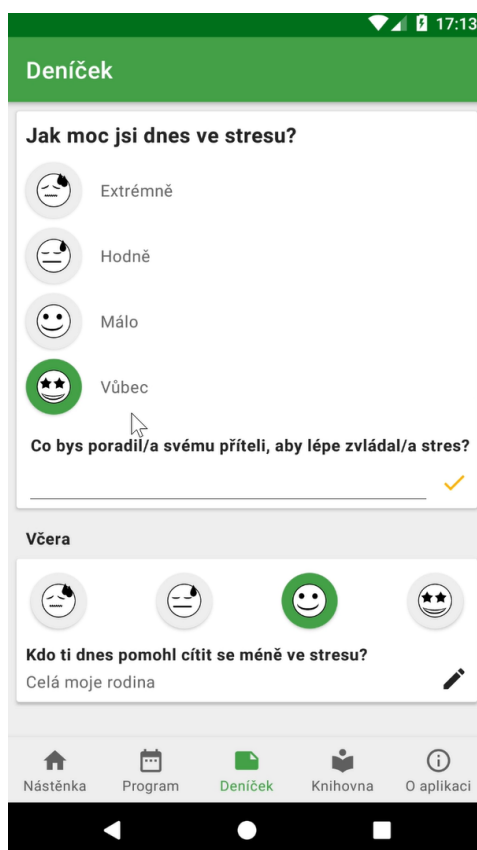 17:13
Deníček
Jak moc jsi dnes ve stresu?
Extrémně
Hodně
Málo
Vůbec
Co bys poradil/a svému příteli, aby lépe zvládal/a stres?
Včera
Kdo ti dnes pomohl cítit se méně ve stresu?
Celá moje rodina
Nástěnka Program Deníček Knihovna O aplikaci